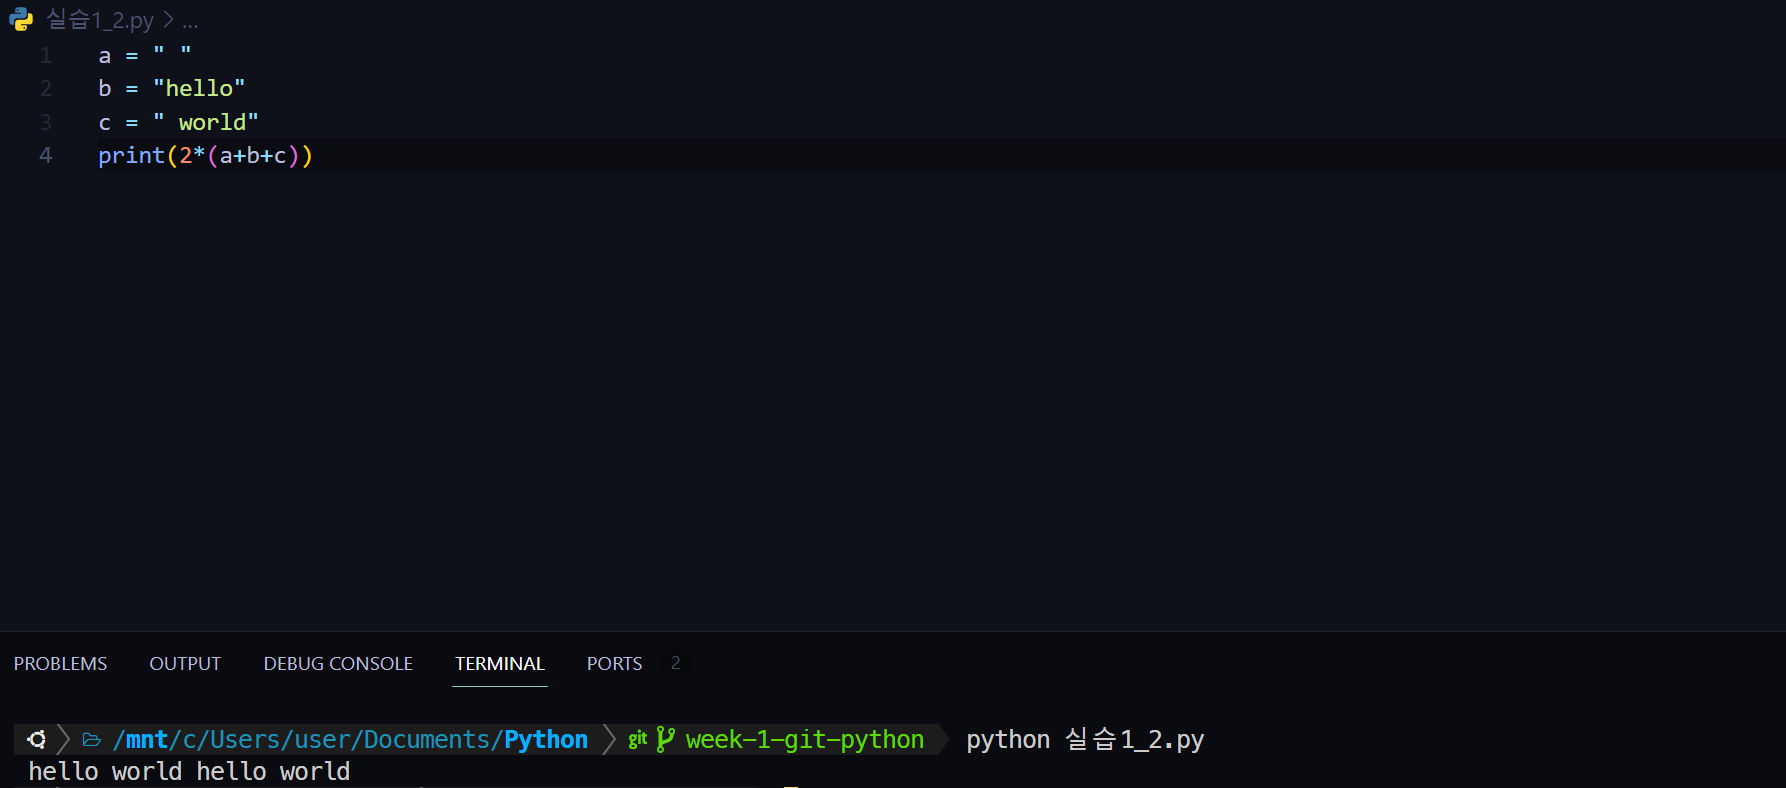 실습1_2.py > ...
1 a = " "
2 b = "hello"
3 c = " world"
4 print(2*(a+b+c))
PROBLEMS OUTPUT DEBUG CONSOLE TERMINAL PORTS 2
/mnt/c/Users/user/Documents/Python git week-1-git-python python 실습1_2.py
 hello world hello world